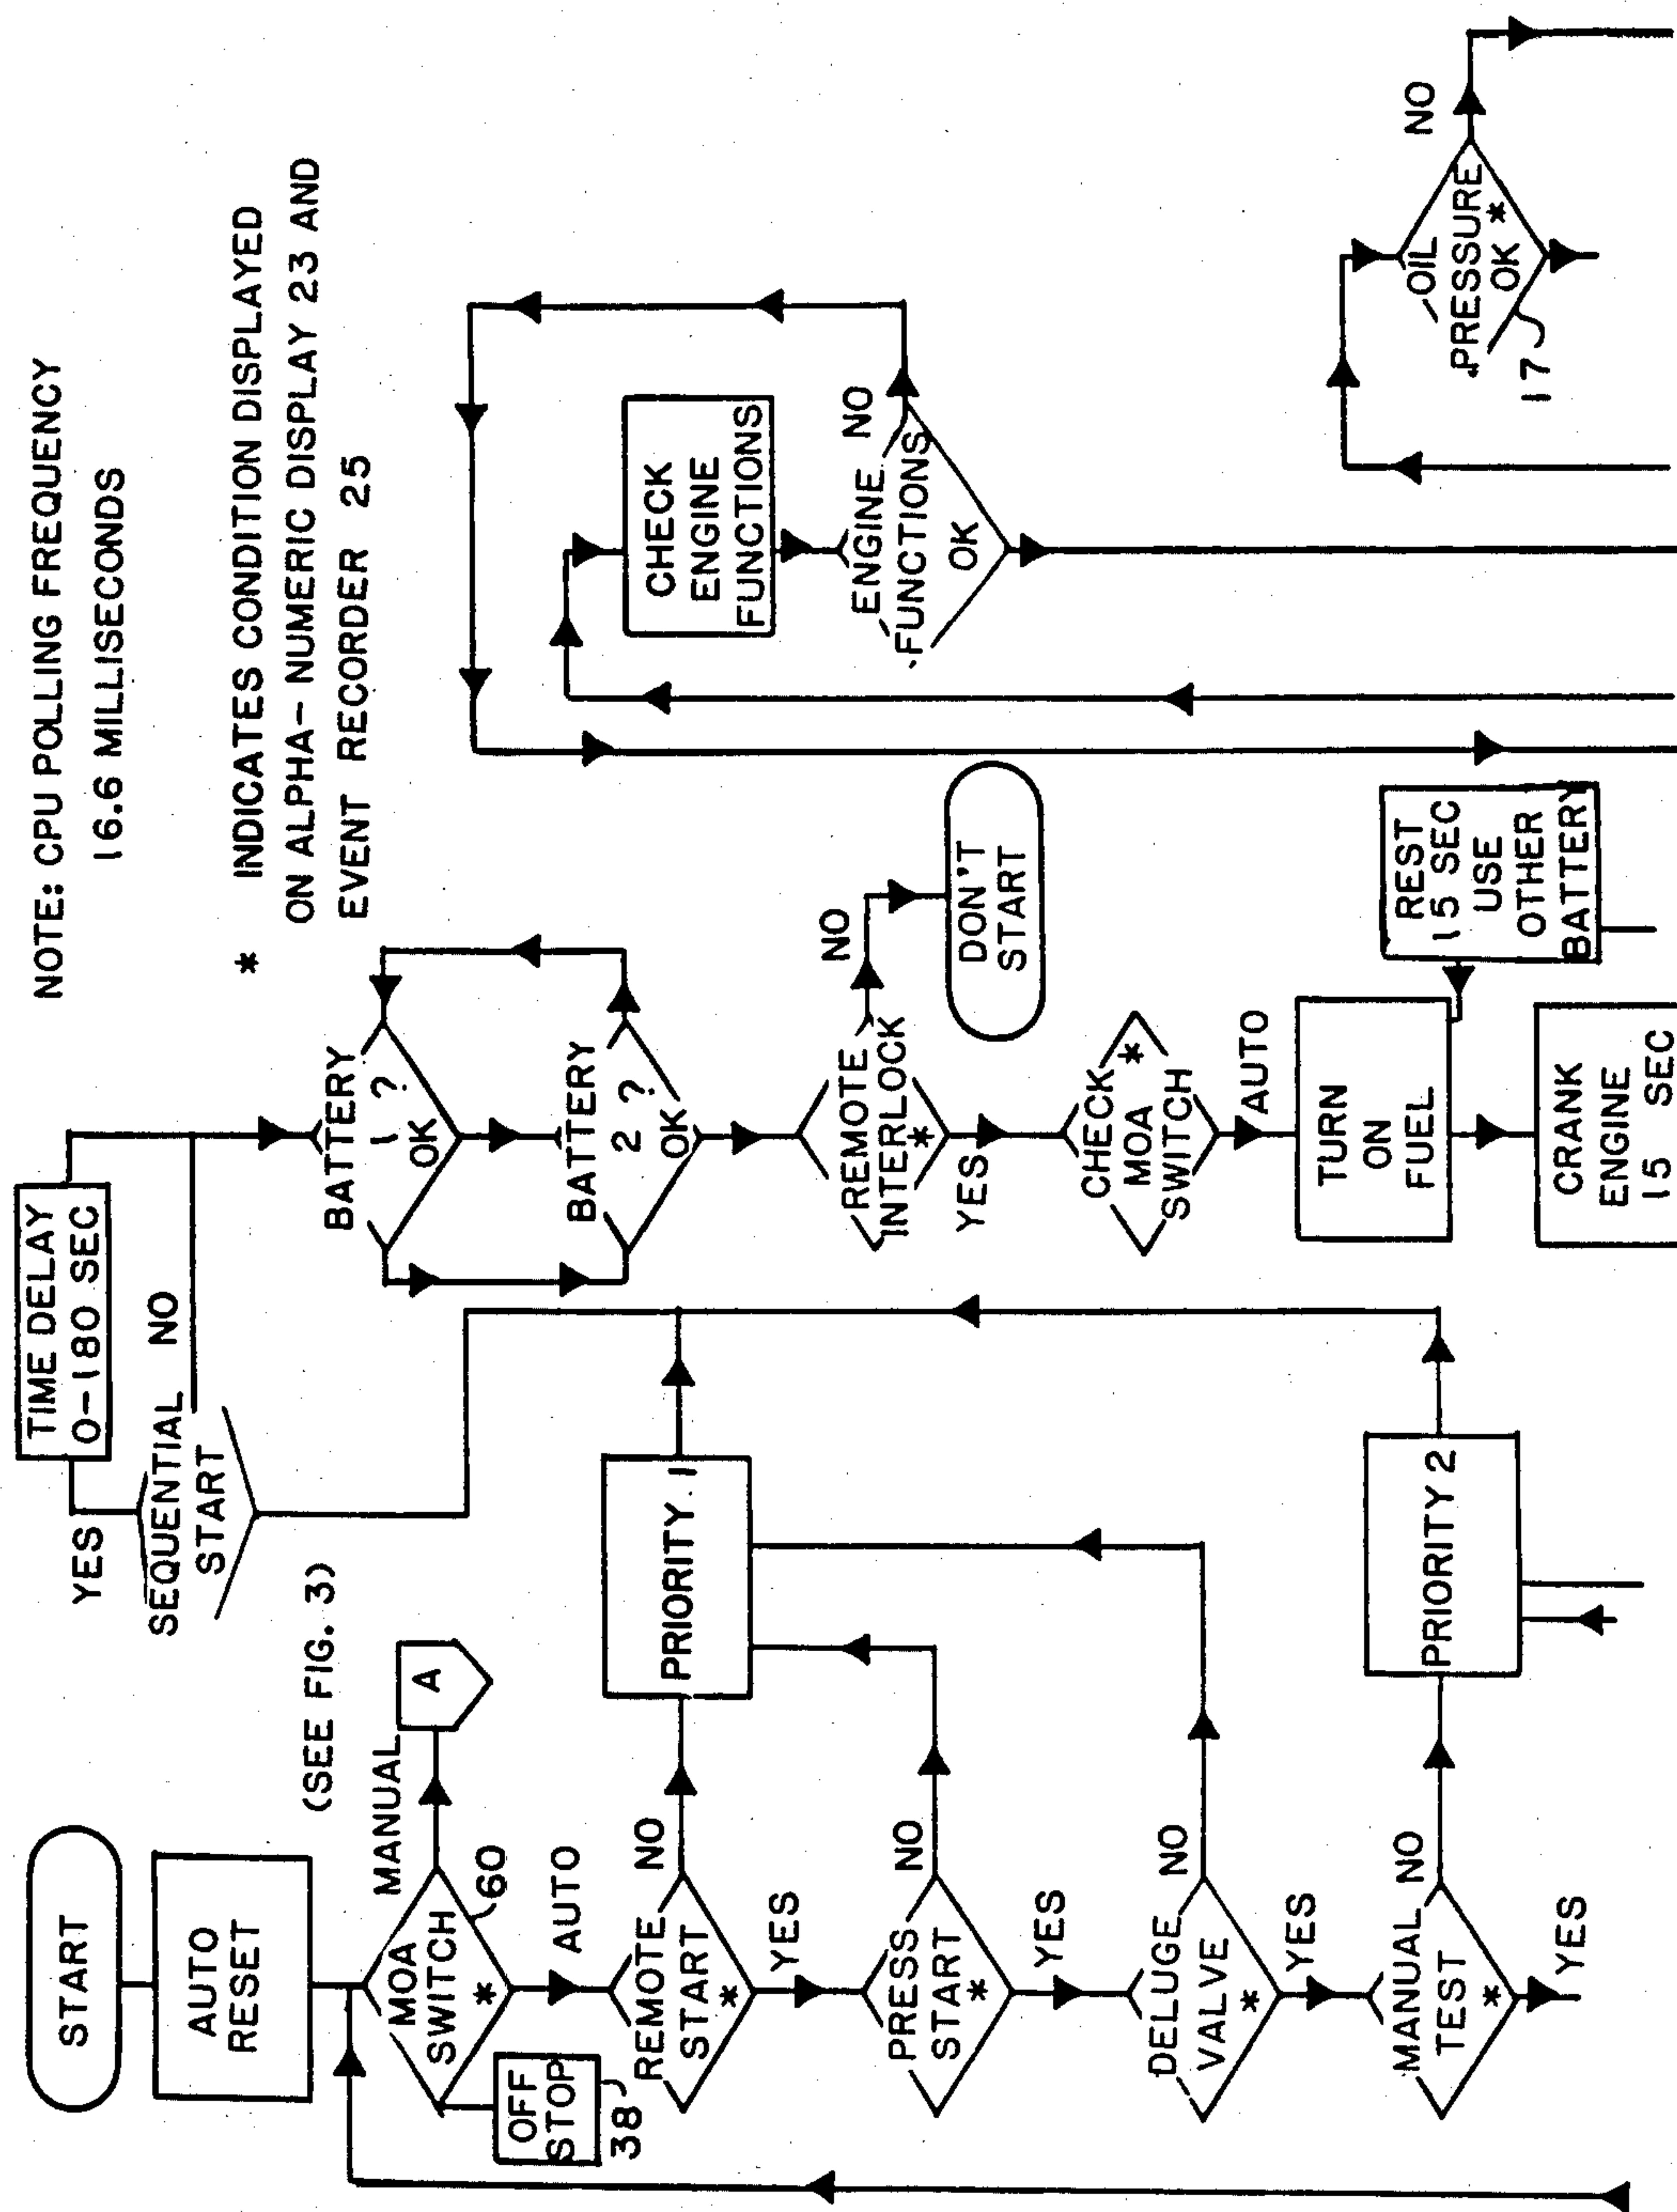 NOTE: CPU POLLING FREQUENCY
16.6 MILLISECONDS
* INDICATES CONDITION DISPLAYED
ON ALPHA-NUMERIC DISPLAY 23 AND
EVENT RECORDER 25
START
AUTO
RESET
(SEE FIG. 3)
MOA
SWITCH
*
60
MANUAL
A
OFF
STOP
38
AUTO
REMOTE
START
*
NO
YES
PRIORITY 1
PRESS
START
*
NO
YES
DELUGE
VALVE
*
NO
YES
MANUAL
TEST
*
NO
YES
PRIORITY 2
YES
SEQUENTIAL
START
NO
TIME DELAY
0-180 SEC
BATTERY
1 ?
OK
BATTERY
2 ?
OK
REMOTE
INTERLOCK
*
NO
DON'T
START
YES
CHECK
MOA *
SWITCH
AUTO
TURN
ON
FUEL
REST
15 SEC
USE
OTHER
BATTERY
CRANK
ENGINE
15 SEC
CHECK
ENGINE
FUNCTIONS
ENGINE
FUNCTIONS
OK
NO
OIL
PRESSURE
OK *
NO
17